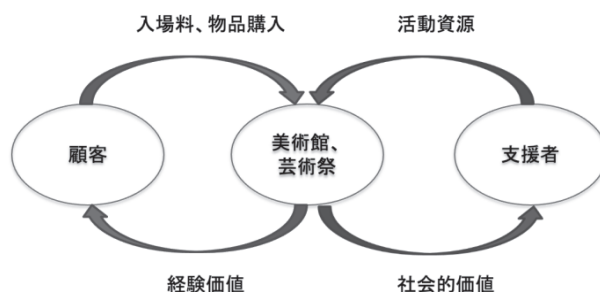 入場料、物品購入
活動資源
顧客
美術館、
芸術祭
支援者
経験価値
社会的価値